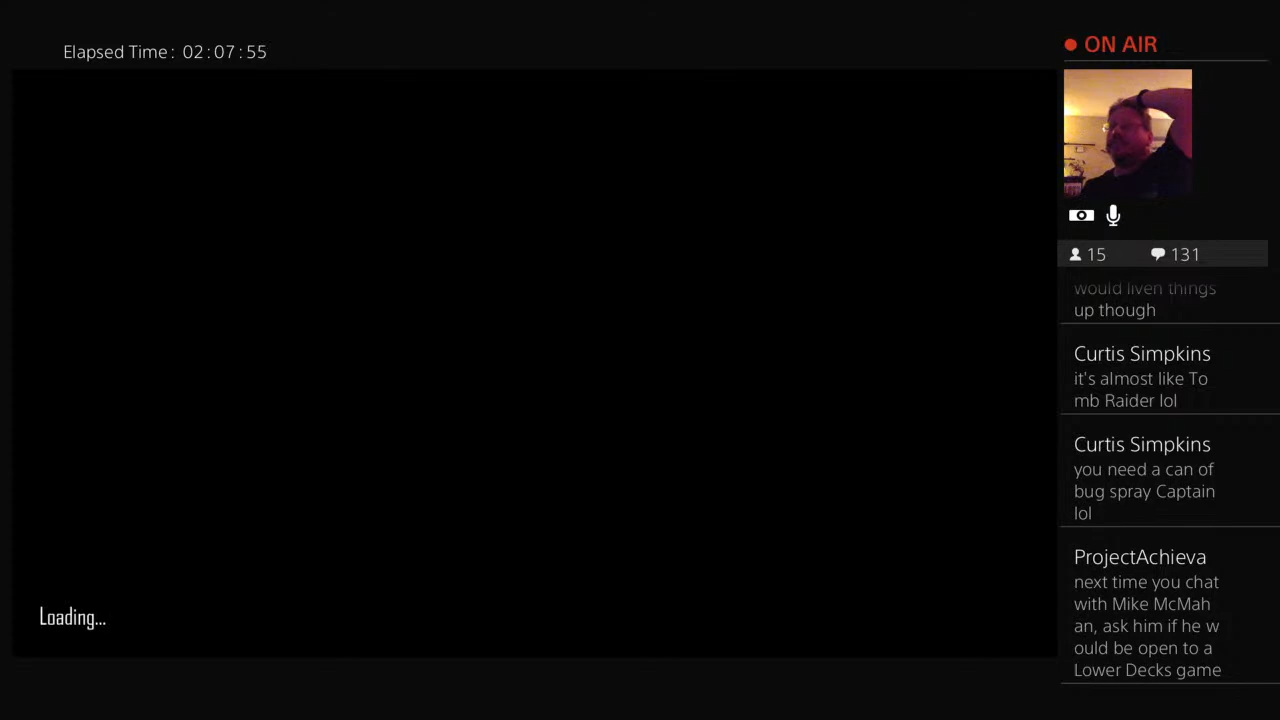 Elapsed Time: 02:07:55
ON AIR
15 131
would liven things
up though
Curtis Simpkins
it's almost like To
mb Raider lol
Curtis Simpkins
you need a can of
bug spray Captain
lol
ProjectAchieva
next time you chat
with Mike McMah
an, ask him if he w
ould be open to a
Lower Decks game
Loading...